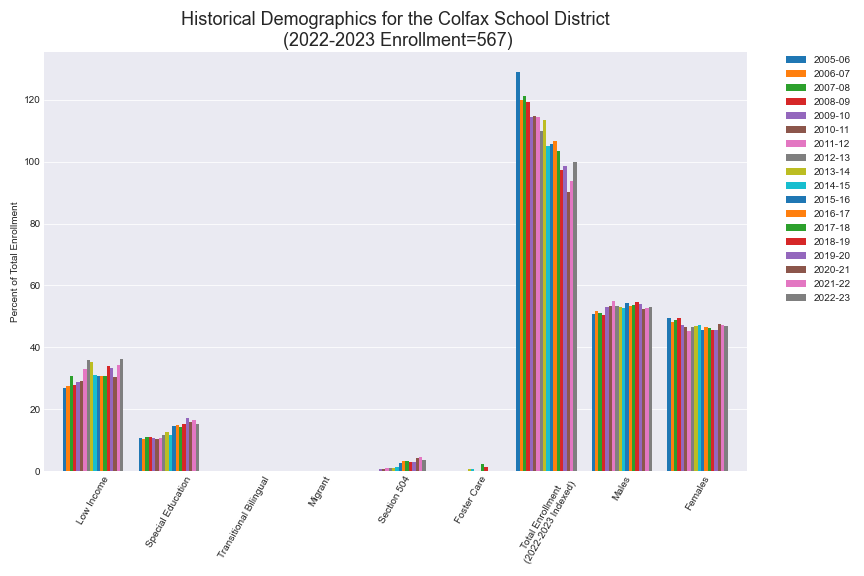 Historical Demographics for the Colfax School District
(2022-2023 Enrollment=567)
Percent of Total Enrollment
120
100
80
60
40
20
0
Low Income
Special Education
Transitional Bilingual
Migrant
Section 504
Foster Care
Total Enrollment
(2022-2023 Indexed)
Males
Females
2005-06
2006-07
2007-08
2008-09
2009-10
2010-11
2011-12
2012-13
2013-14
2014-15
2015-16
2016-17
2017-18
2018-19
2019-20
2020-21
2021-22
2022-23